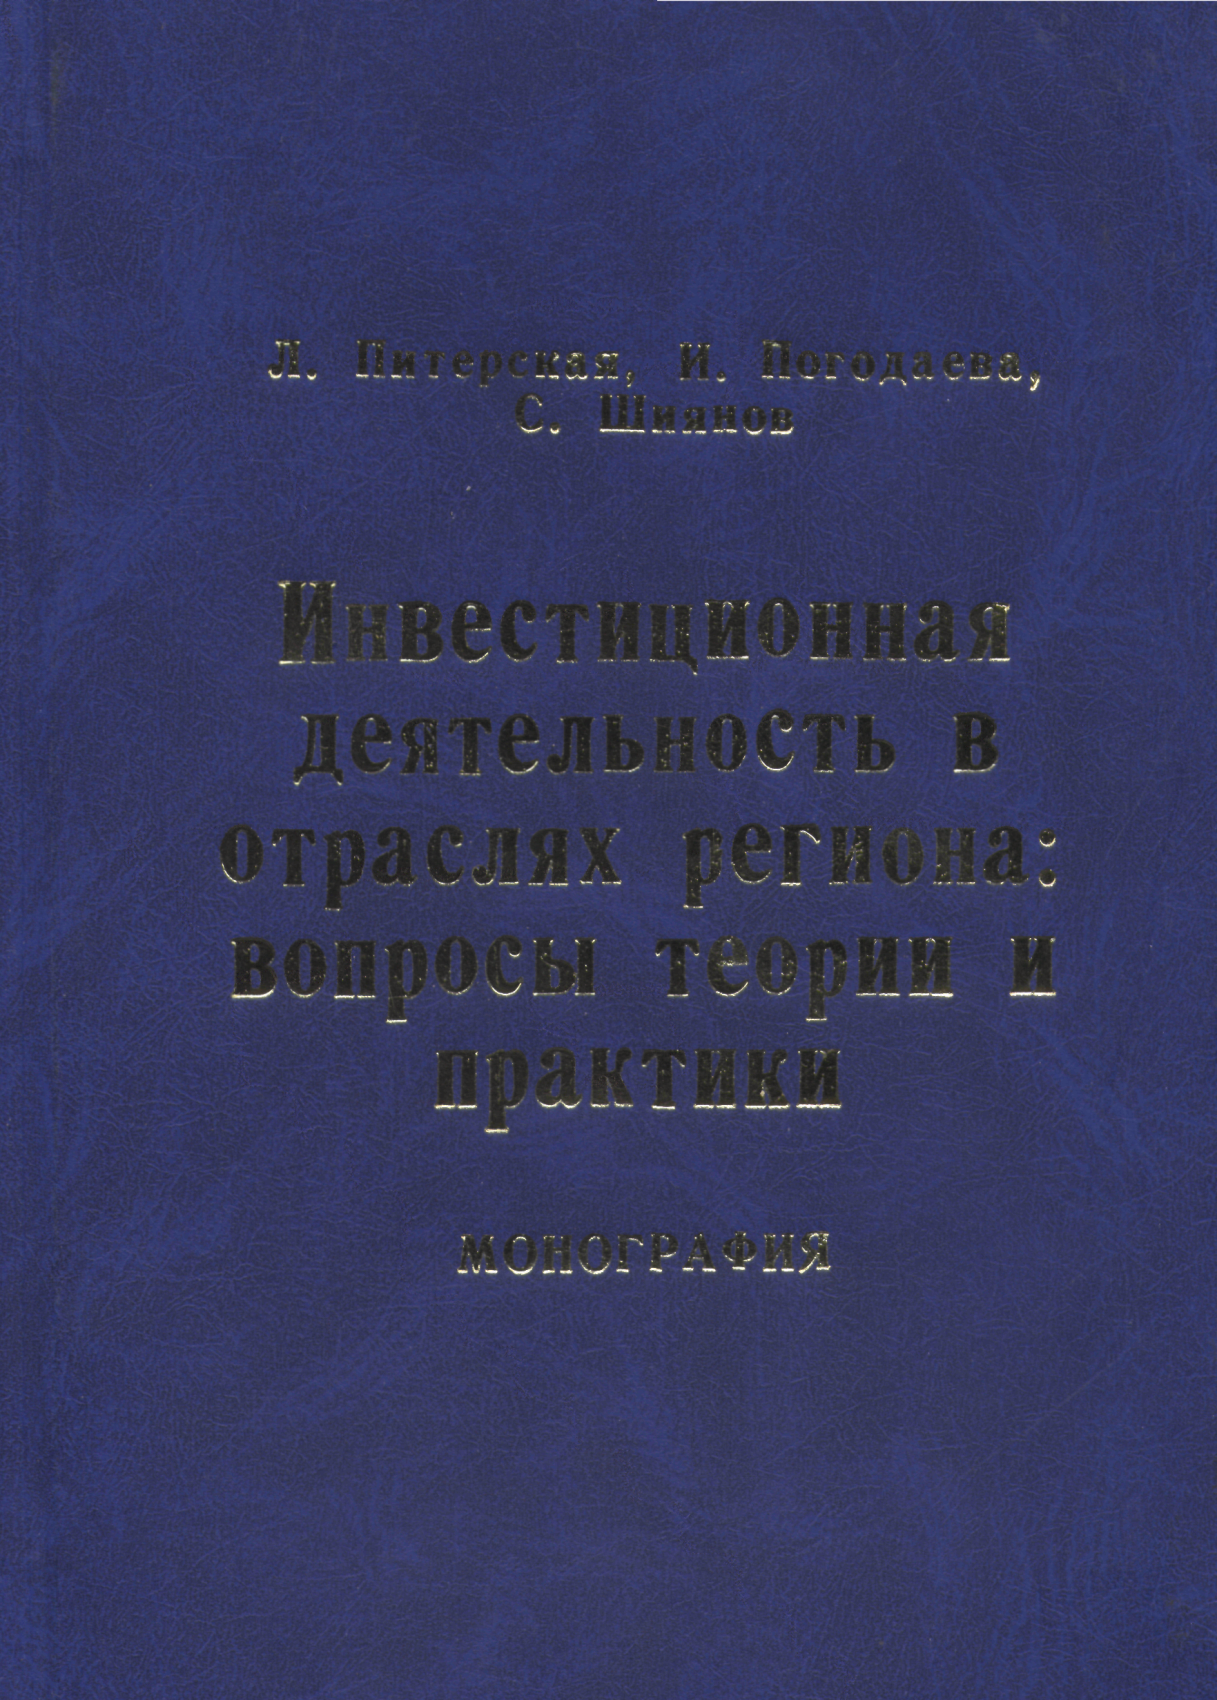 Л. Питерская, И. Погодаева,
С. Шиянов
Инвестиционная
деятельность в
отраслях региона:
вопросы теории и
практики
МОНОГРАФИЯ